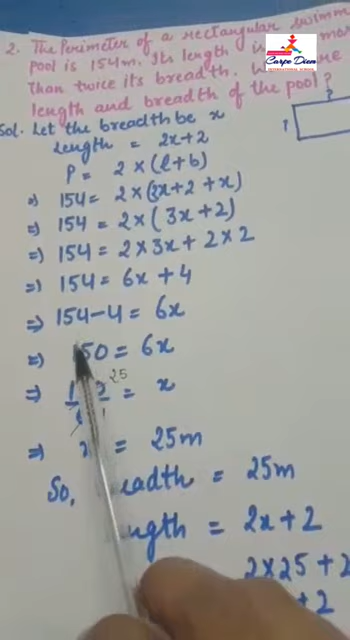 2. The Perimeter of a rectangular swimm
pool is 154m. Its length is
than twice its breadth. re
length and breadth of the pool?
Sol. Let the breadth be x
Length = 2x+2
P = 2×(l+b)
⇒ 154 = 2×(2x+2+x)
⇒ 154 = 2×(3x+2)
⇒ 154 = 2×3x+2×2
⇒ 154 = 6x+4
⇒ 154-4 = 6x
⇒ 150 = 6x
⇒ 25 = x
⇒ = 25m
So, eadth = 25m
ngth = 2x+2
2×25+2
+2
?
?
Carpe Diem